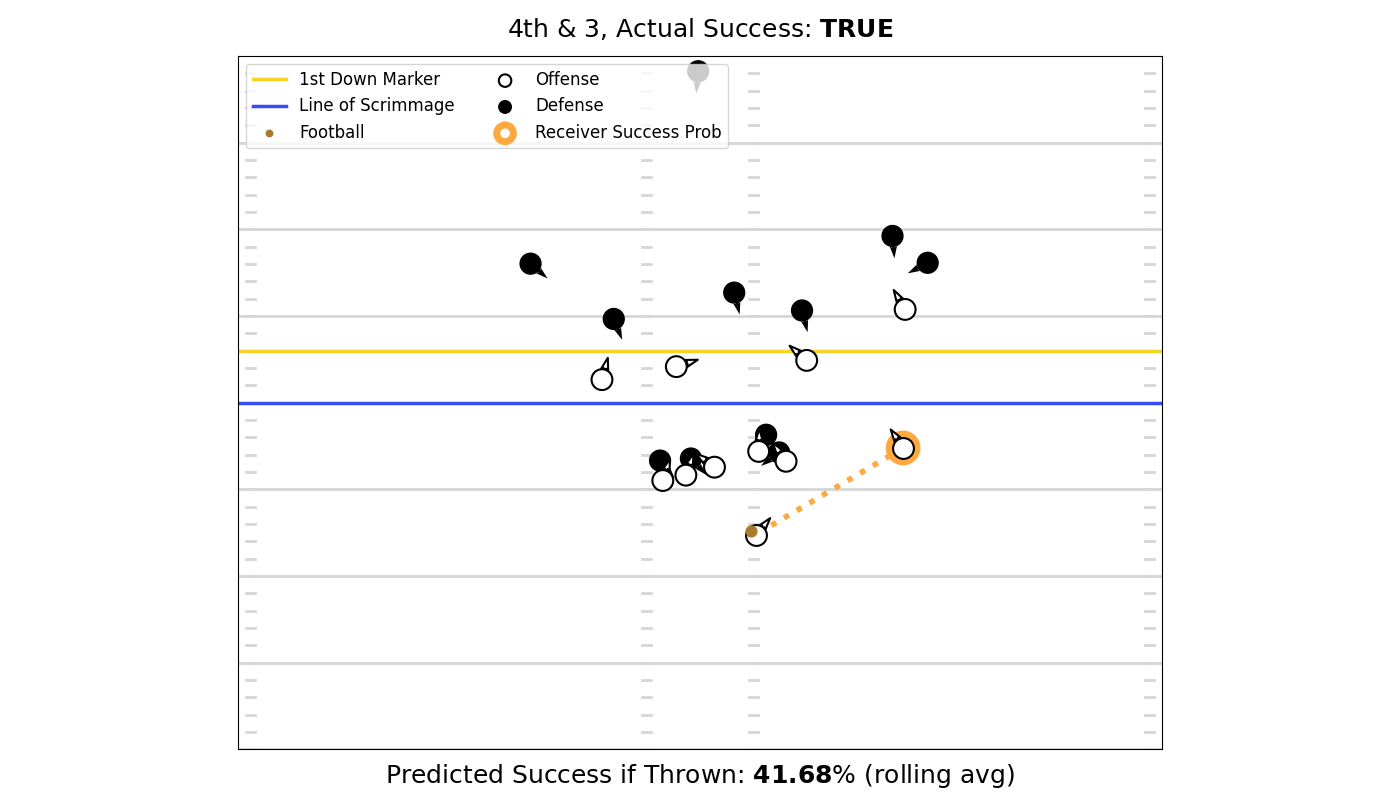 4th & 3, Actual Success: TRUE
1st Down Marker
Line of Scrimmage
Football
Offense
Defense
Receiver Success Prob
Predicted Success if Thrown: 41.68% (rolling avg)